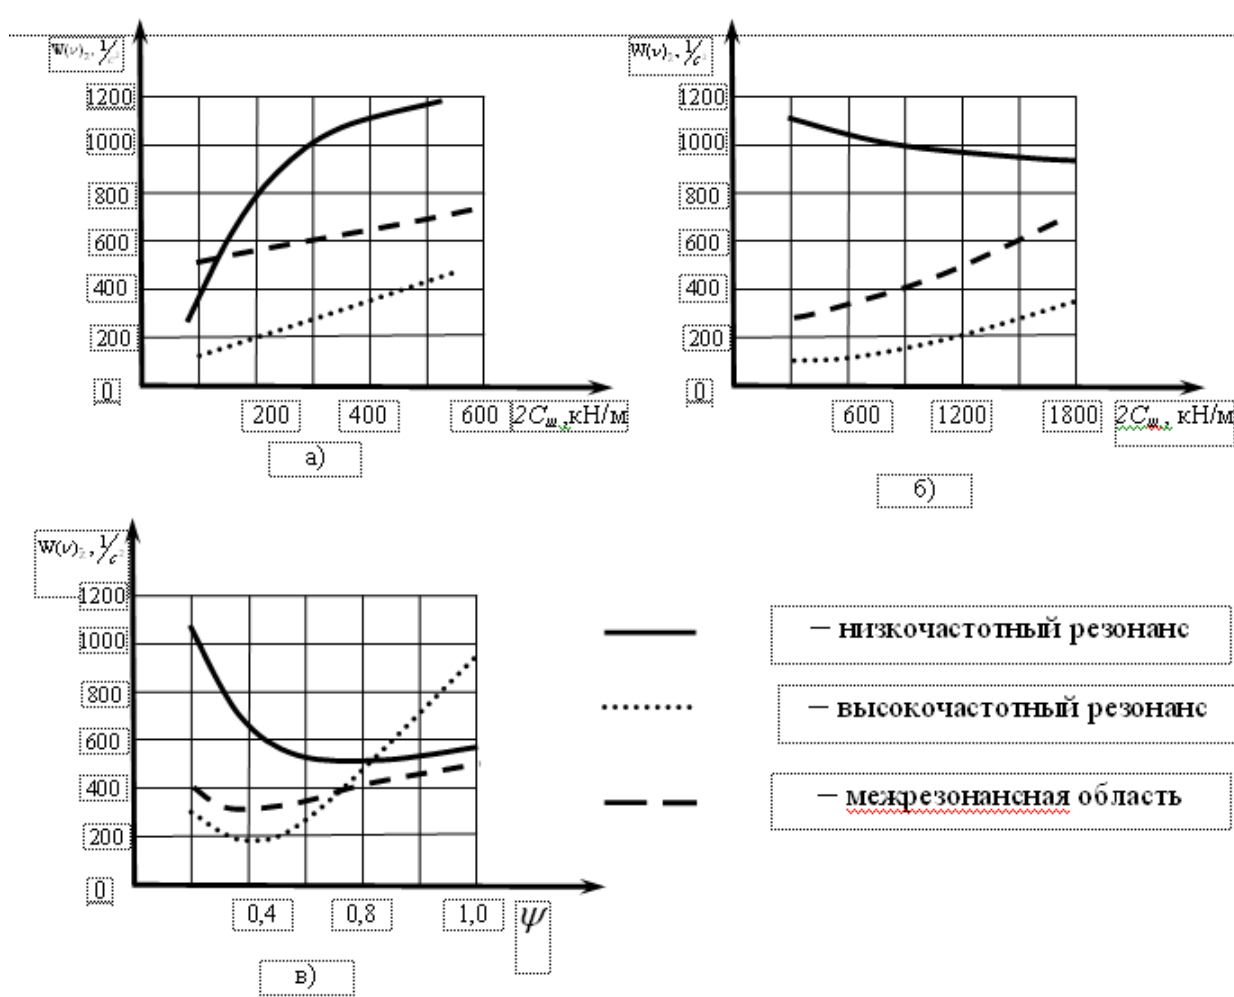 W(ν)₂, 1/c²
W(ν)₂, 1/c²
1200
1000
800
600
400
200
0
200 400 600 2Cш,кН/м
а)
1200
1000
800
600
400
200
0
600 1200 1800 2Cш, кН/м
б)
W(ν)₂, 1/c²
1200
1000
800
600
400
200
0
0,4 0,8 1,0 ψ
в)
– низкочастотный резонанс
– высокочастотный резонанс
– межрезонансная область